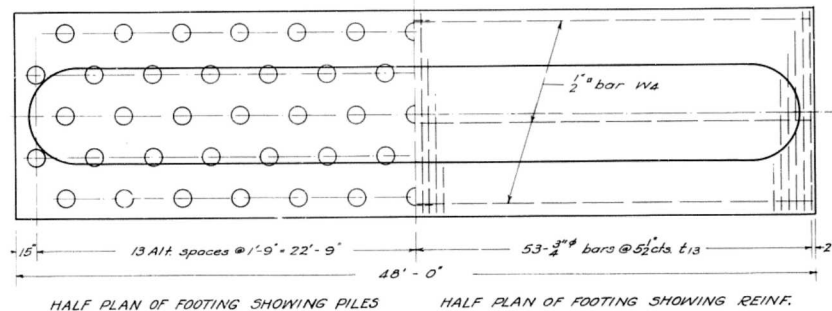 1/2"□ bar W4
15" 13 Alt. spaces @ 1'-9" = 22'-9" 53-3/4"φ bars @ 5 1/2" cts. t13 2
48'-0"
HALF PLAN OF FOOTING SHOWING PILES HALF PLAN OF FOOTING SHOWING REINF.